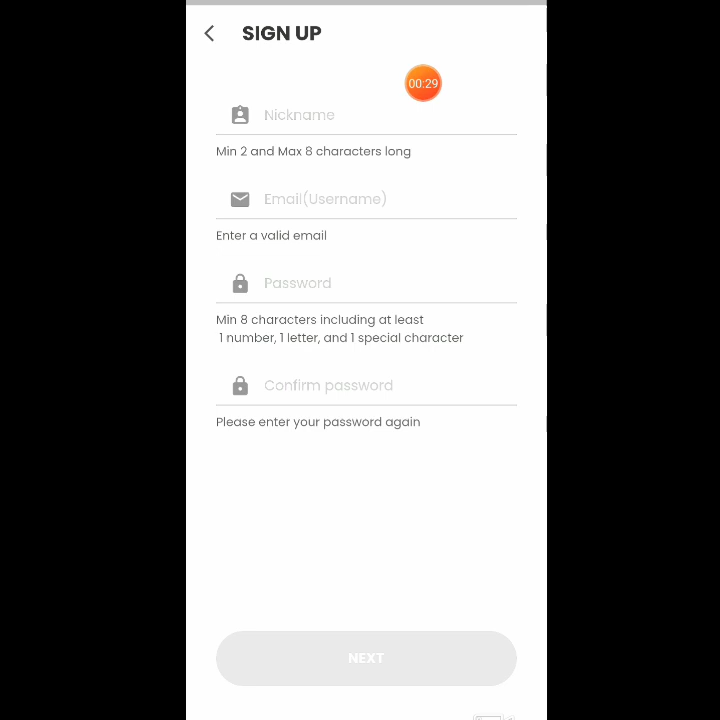 SIGN UP
00:29
Nickname
Min 2 and Max 8 characters long
Email(Username)
Enter a valid email
Password
Min 8 characters including at least
1 number, 1 letter, and 1 special character
Confirm password
Please enter your password again
NEXT